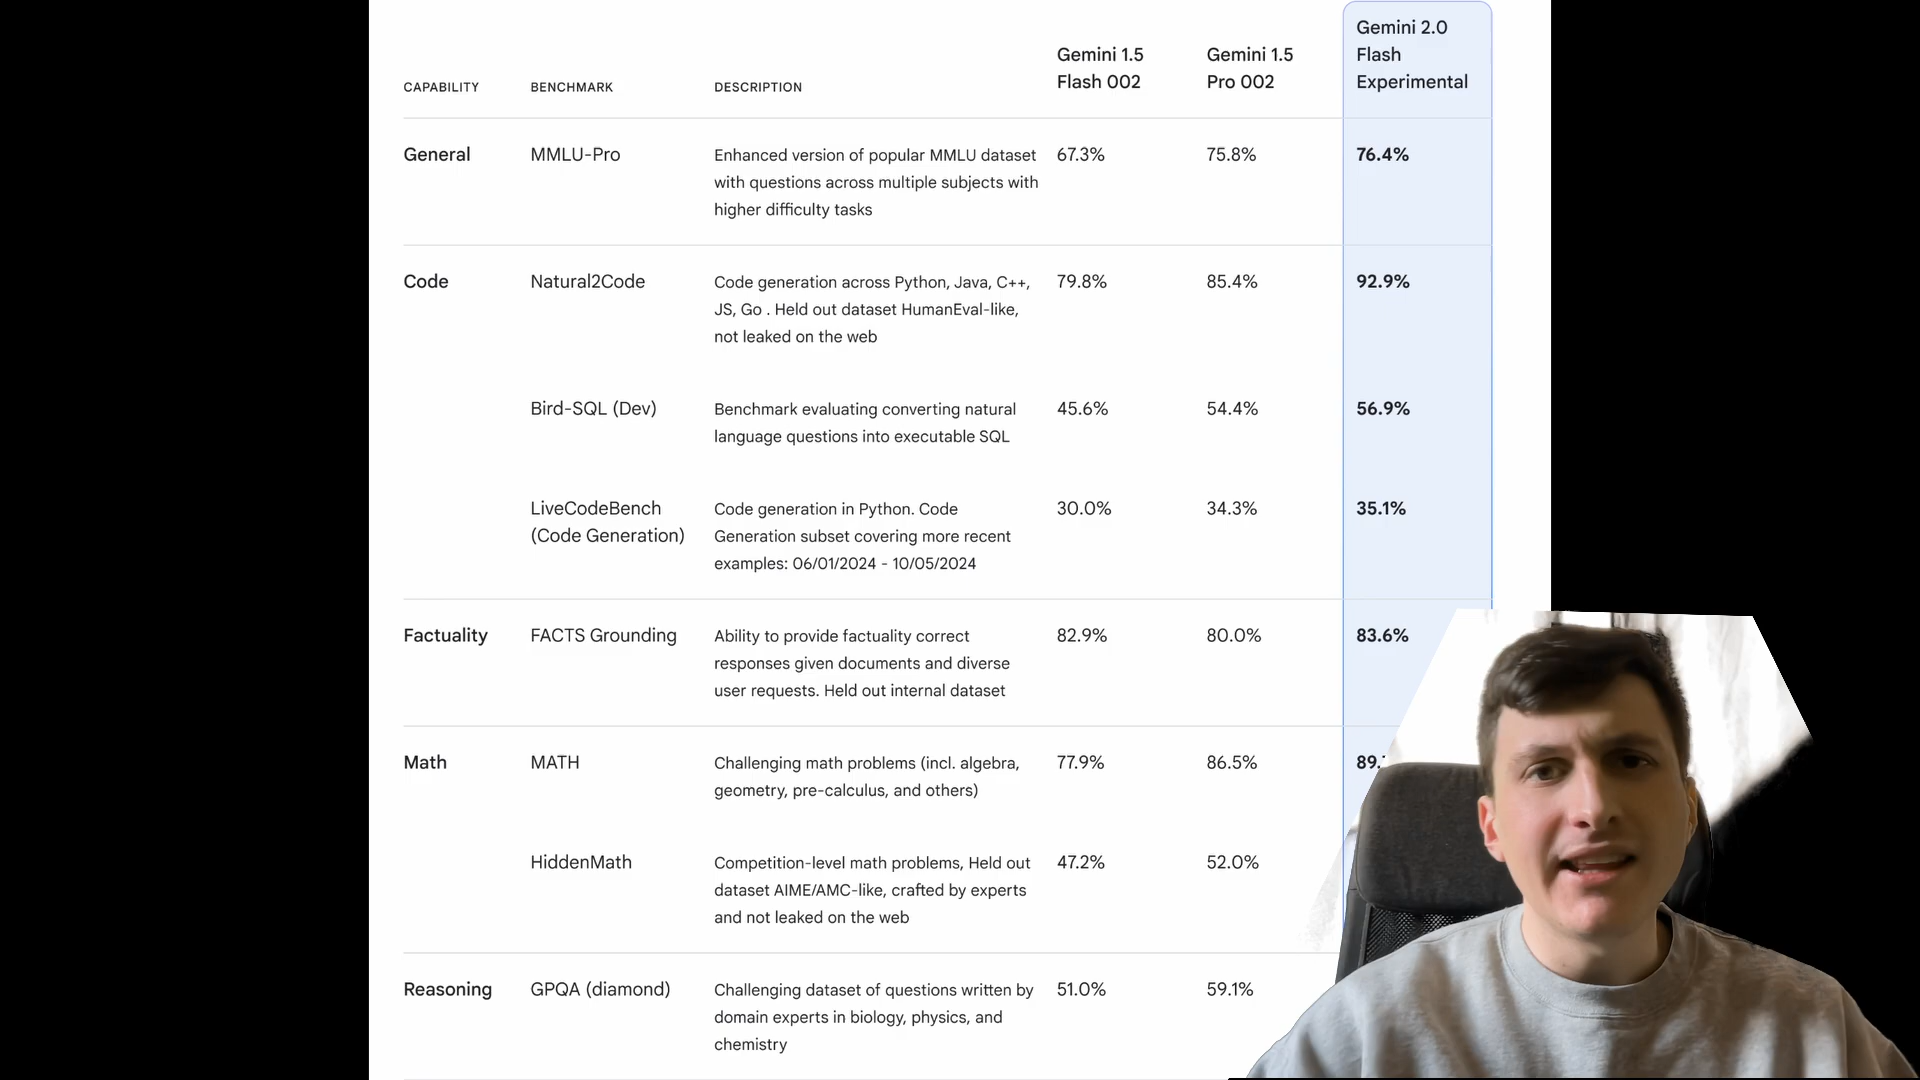 CAPABILITY BENCHMARK DESCRIPTION Gemini 1.5 Flash 002 Gemini 1.5 Pro 002 Gemini 2.0 Flash Experimental
General MMLU-Pro Enhanced version of popular MMLU dataset 67.3% 75.8% 76.4%
with questions across multiple subjects with
higher difficulty tasks
Code Natural2Code Code generation across Python, Java, C++, 79.8% 85.4% 92.9%
JS, Go . Held out dataset HumanEval-like,
not leaked on the web
Bird-SQL (Dev) Benchmark evaluating converting natural 45.6% 54.4% 56.9%
language questions into executable SQL
LiveCodeBench Code generation in Python. Code 30.0% 34.3% 35.1%
(Code Generation) Generation subset covering more recent
examples: 06/01/2024 - 10/05/2024
Factuality FACTS Grounding Ability to provide factuality correct 82.9% 80.0% 83.6%
responses given documents and diverse
user requests. Held out internal dataset
Math MATH Challenging math problems (incl. algebra, 77.9% 86.5% 89.
geometry, pre-calculus, and others)
HiddenMath Competition-level math problems, Held out 47.2% 52.0%
dataset AIME/AMC-like, crafted by experts
and not leaked on the web
Reasoning GPQA (diamond) Challenging dataset of questions written by 51.0% 59.1%
domain experts in biology, physics, and
chemistry